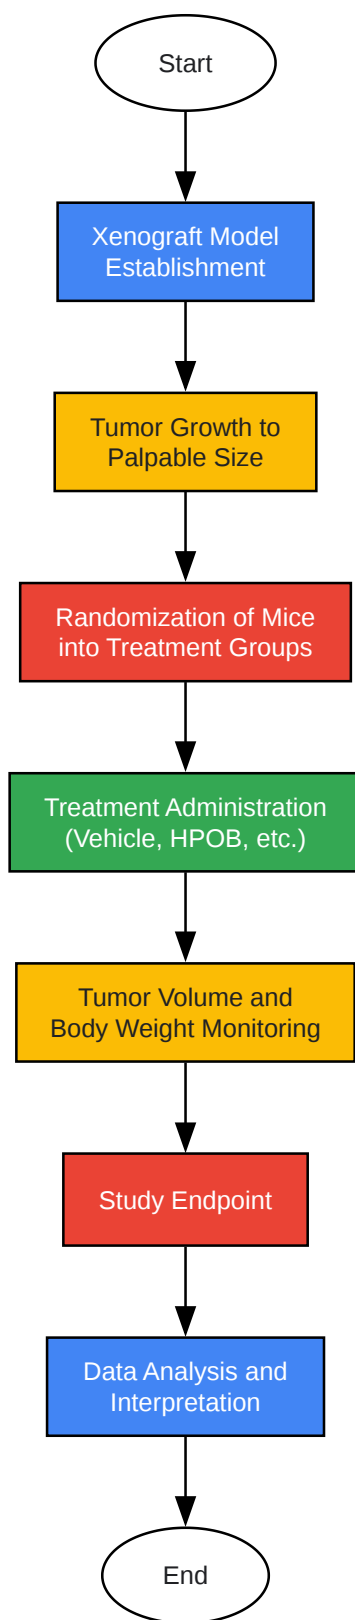 Start
Xenograft Model
Establishment
Tumor Growth to
Palpable Size
Randomization of Mice
into Treatment Groups
Treatment Administration
(Vehicle, HPOB, etc.)
Tumor Volume and
Body Weight Monitoring
Study Endpoint
Data Analysis and
Interpretation
End